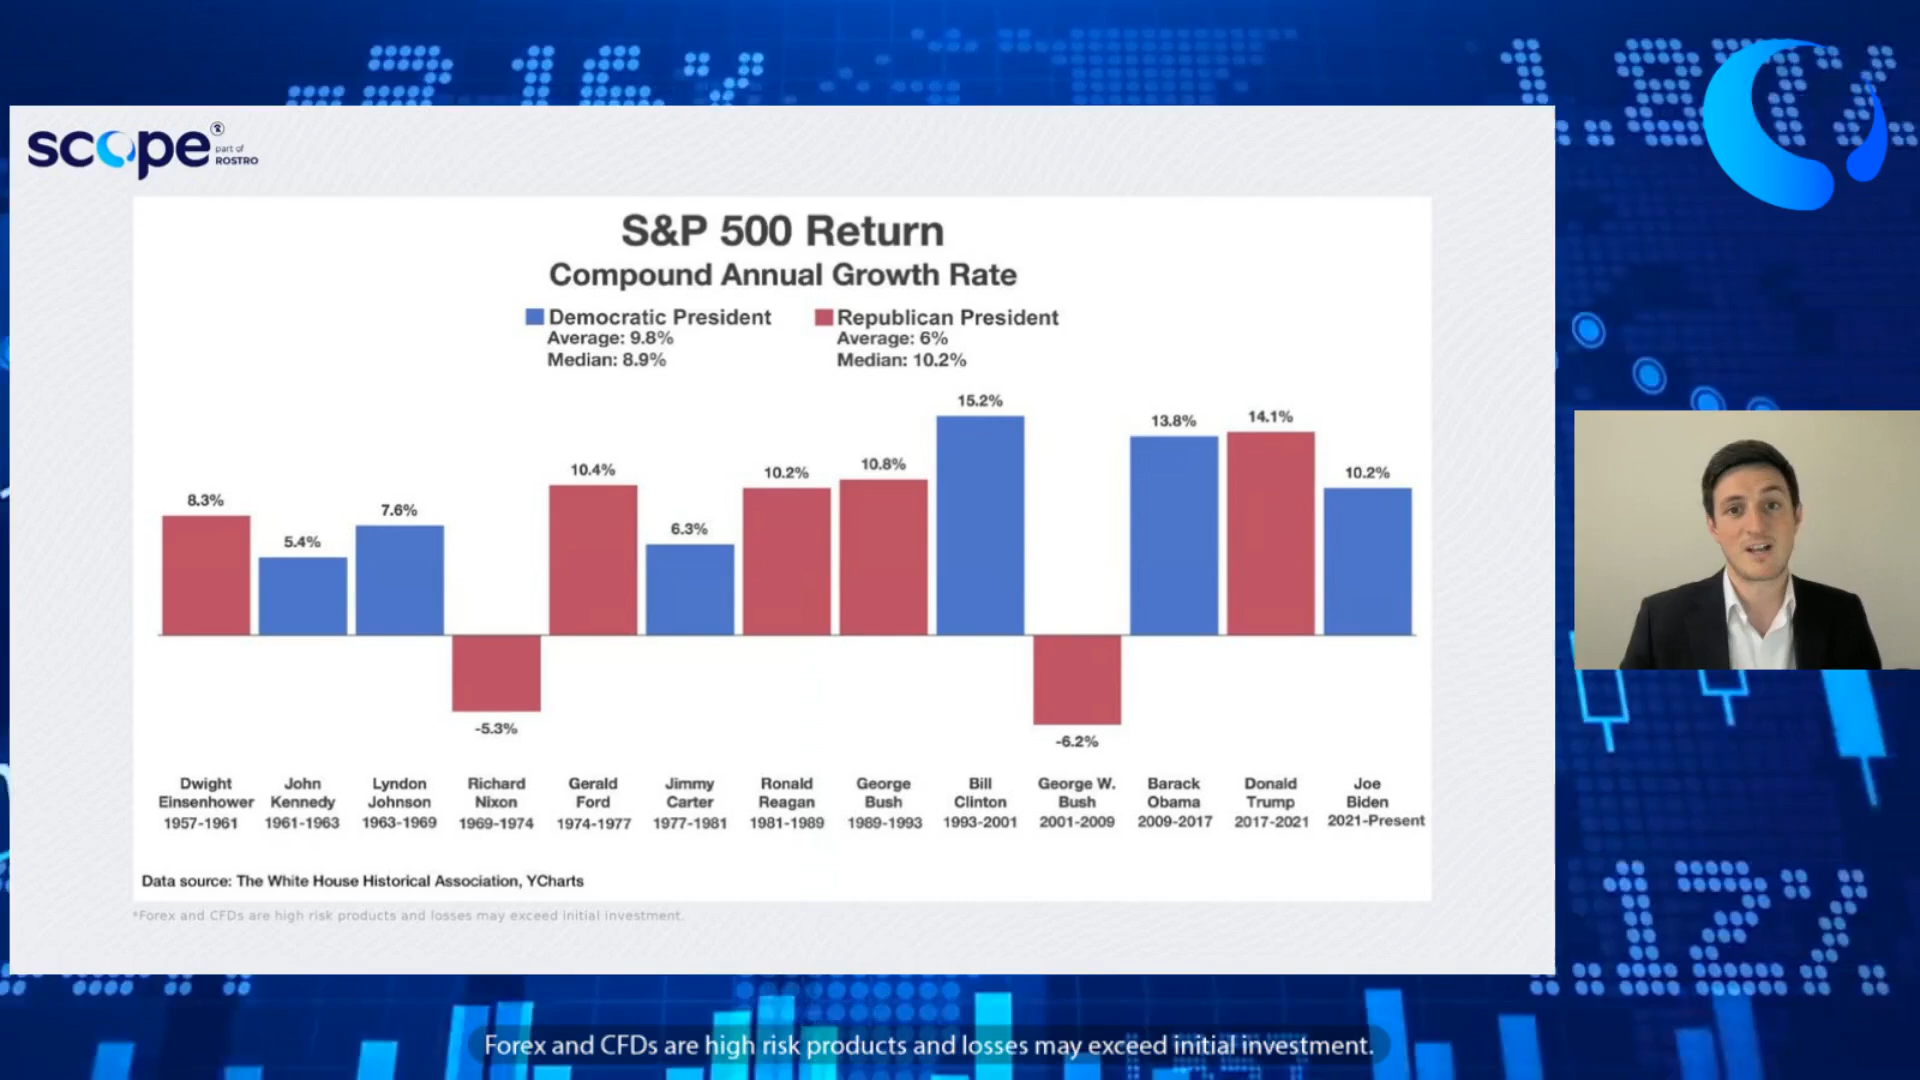 -2.16%
1.87%
scope®
part of
ROSTRO
S&P 500 Return
Compound Annual Growth Rate
Democratic President
Average: 9.8%
Median: 8.9%
Republican President
Average: 6%
Median: 10.2%
8.3%
5.4%
7.6%
-5.3%
10.4%
6.3%
10.2%
10.8%
15.2%
-6.2%
13.8%
14.1%
10.2%
Dwight
Einsenhower
1957-1961
John
Kennedy
1961-1963
Lyndon
Johnson
1963-1969
Richard
Nixon
1969-1974
Gerald
Ford
1974-1977
Jimmy
Carter
1977-1981
Ronald
Reagan
1981-1989
George
Bush
1989-1993
Bill
Clinton
1993-2001
George W.
Bush
2001-2009
Barack
Obama
2009-2017
Donald
Trump
2017-2021
Joe
Biden
2021-Present
Data source: The White House Historical Association, YCharts
*Forex and CFDs are high risk products and losses may exceed initial investment.
.12%
Forex and CFDs are high risk products and losses may exceed initial investment.